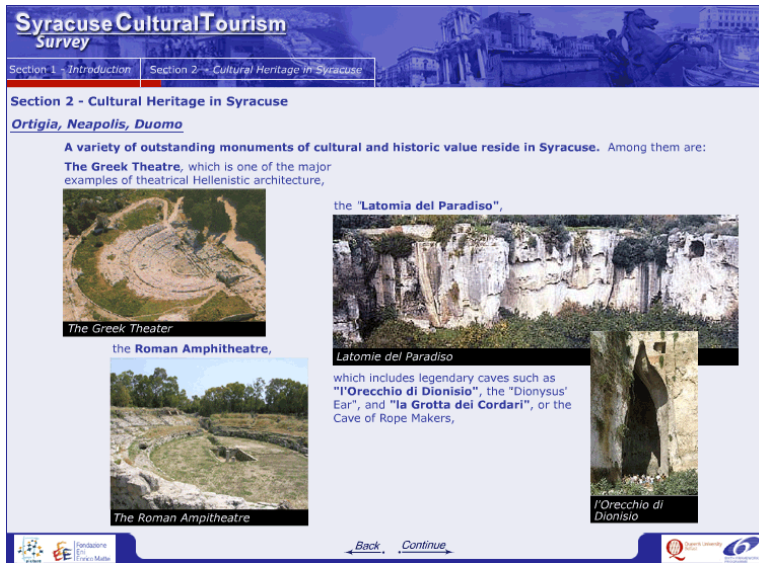 Syracuse Cultural Tourism
Survey
Section 1 - Introduction
Section 2 - Cultural Heritage in Syracuse
Section 2 - Cultural Heritage in Syracuse
Ortigia, Neapolis, Duomo
A variety of outstanding monuments of cultural and historic value reside in Syracuse. Among them are:
The Greek Theatre, which is one of the major
examples of theatrical Hellenistic architecture,
The Greek Theater
the Roman Amphitheatre,
The Roman Ampitheatre
the "Latomia del Paradiso",
Latomie del Paradiso
which includes legendary caves such as
"l'Orecchio di Dionisio", the "Dionysus'
Ear", and "la Grotta dei Cordari", or the
Cave of Rope Makers,
l'Orecchio di
Dionisio
Fondazione
Eni
Enrico Mattei
Back
Continue
Queen's University